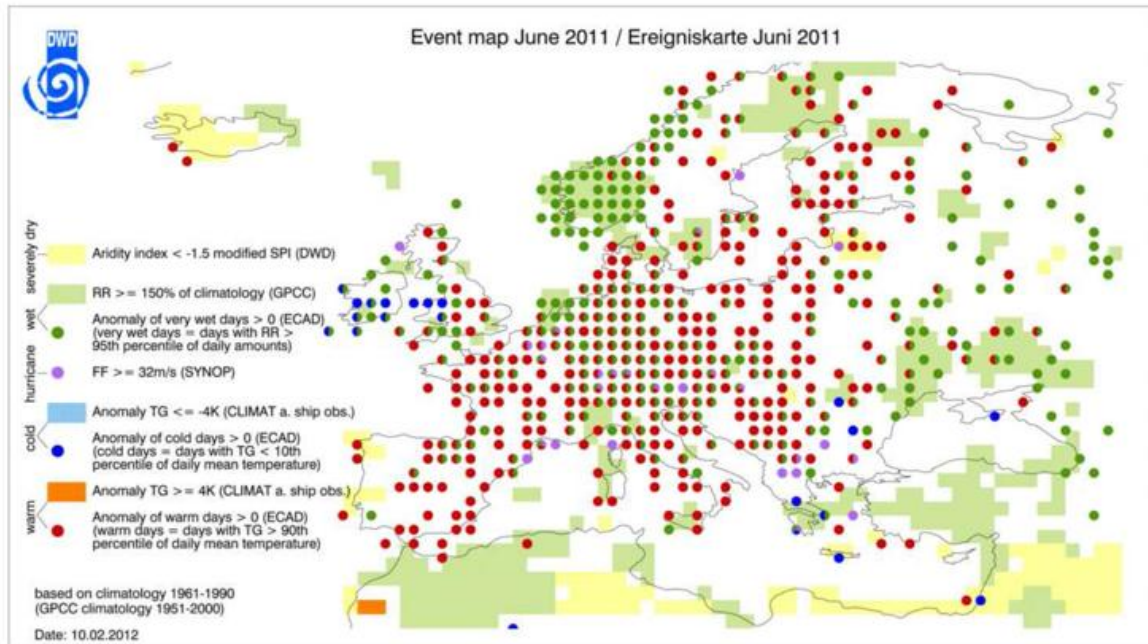 DWD
Event map June 2011 / Ereigniskarte Juni 2011
severely dry
Aridity index < -1.5 modified SPI (DWD)
wet
RR >= 150% of climatology (GPCC)
Anomaly of very wet days > 0 (ECAD)
(very wet days = days with RR >
95th percentile of daily amounts)
hurricane
FF >= 32m/s (SYNOP)
cold
Anomaly TG <= -4K (CLIMAT a. ship obs.)
Anomaly of cold days > 0 (ECAD)
(cold days = days with TG < 10th
percentile of daily mean temperature)
warm
Anomaly TG >= 4K (CLIMAT a. ship obs.)
Anomaly of warm days > 0 (ECAD)
(warm days = days with TG > 90th
percentile of daily mean temperature)
based on climatology 1961-1990
(GPCC climatology 1951-2000)
Date: 10.02.2012